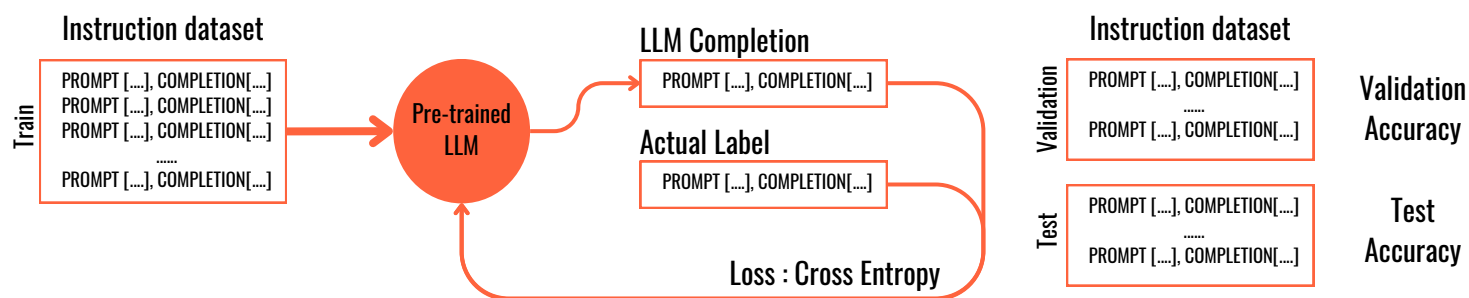 Instruction dataset
Train
PROMPT [....], COMPLETION[....]
PROMPT [....], COMPLETION[....]
PROMPT [....], COMPLETION[....]
......
PROMPT [....], COMPLETION[....]
Pre-trained
LLM
LLM Completion
PROMPT [....], COMPLETION[....]
Actual Label
PROMPT [....], COMPLETION[....]
Loss : Cross Entropy
Instruction dataset
Validation
PROMPT [....], COMPLETION[....]
......
PROMPT [....], COMPLETION[....]
Validation
Accuracy
Test
PROMPT [....], COMPLETION[....]
......
PROMPT [....], COMPLETION[....]
Test
Accuracy